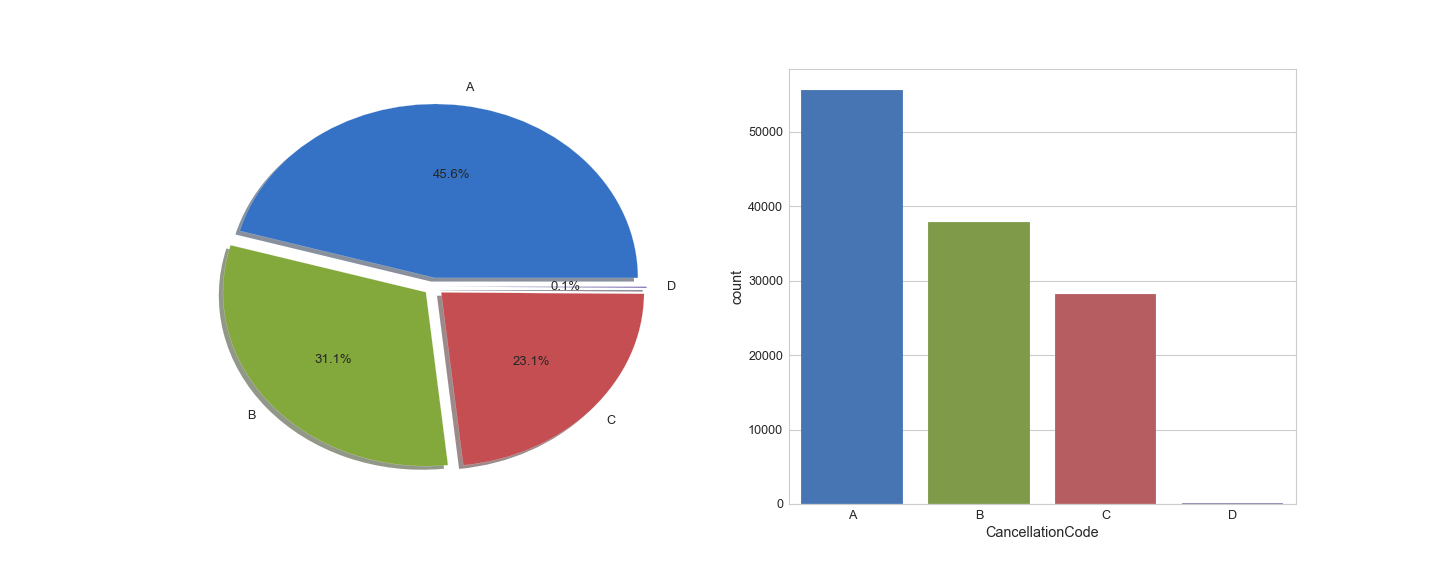 A
45.6%
0.1%
D
31.1%
23.1%
B
C
50000
40000
30000
20000
10000
0
count
A B C D
CancellationCode